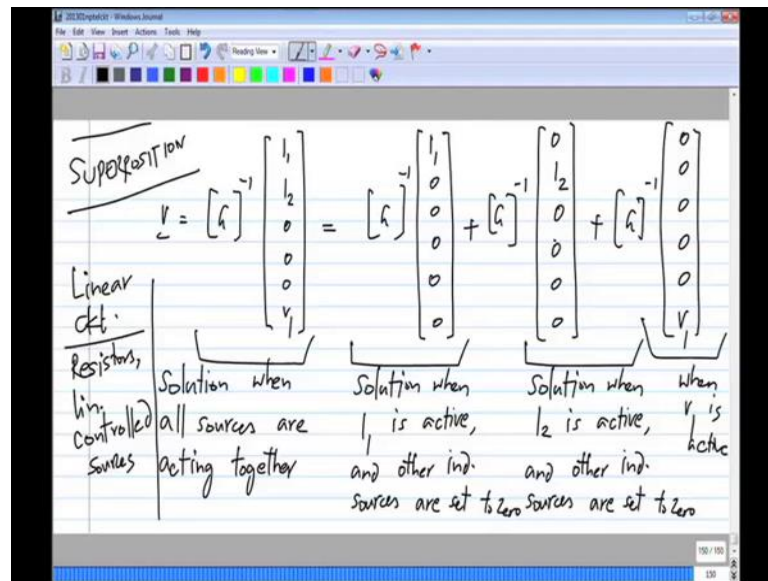 201301nptelckt - Windows Journal
File Edit View Insert Actions Tools Help
Reading View
B I
SUPERPOSITION
V = [G]⁻¹ [I₁ I₂ 0 0 0 V₁] = [G]⁻¹ [I₁ 0 0 0 0 0] + [G]⁻¹ [0 I₂ 0 0 0 0] + [G]⁻¹ [0 0 0 0 0 V₁]
Linear
ckt.
Resistors,
lin.
controlled
sources
Solution when
all sources are
acting together
Solution when
I₁ is active,
and other ind.
sources are set to zero
Solution when
I₂ is active,
and other ind.
sources are set to zero
when
V₁ is
active
150 / 150
150